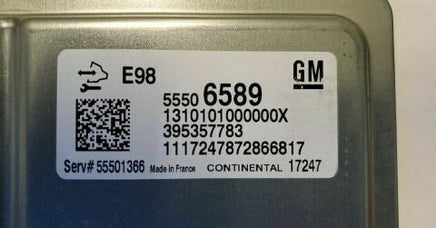 E98
GM
5550 6589
1310101000000X
395357783
1117247872866817
Serv# 55501366 Made in France CONTINENTAL 17247